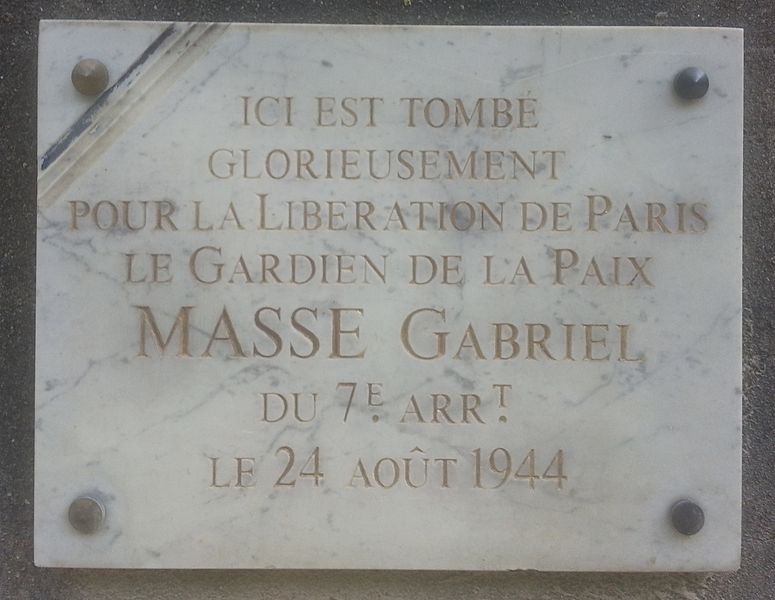 ICI EST TOMBÉ
GLORIEUSEMENT
POUR LA LIBERATION DE PARIS
LE GARDIEN DE LA PAIX
MASSE GABRIEL
DU 7E. ARRT.
LE 24 AOÛT 1944